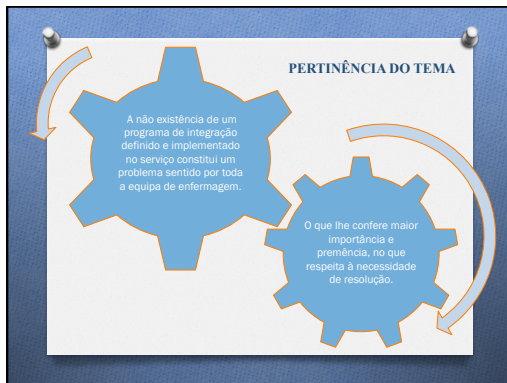 PERTINÊNCIA DO TEMA
A não existência de um
programa de integração
definido e implementado
no serviço constitui um
problema sentido por toda
a equipa de enfermagem.
O que lhe confere maior
importância e
premência, no que
respeita à necessidade
de resolução.